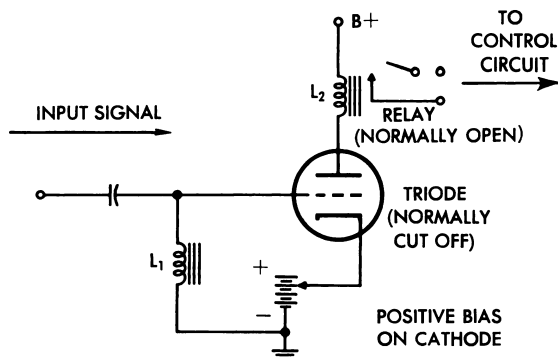 B+
TO
CONTROL
CIRCUIT
INPUT SIGNAL
L2
RELAY
(NORMALLY OPEN)
TRIODE
(NORMALLY
CUT OFF)
L1
+
−
POSITIVE BIAS
ON CATHODE